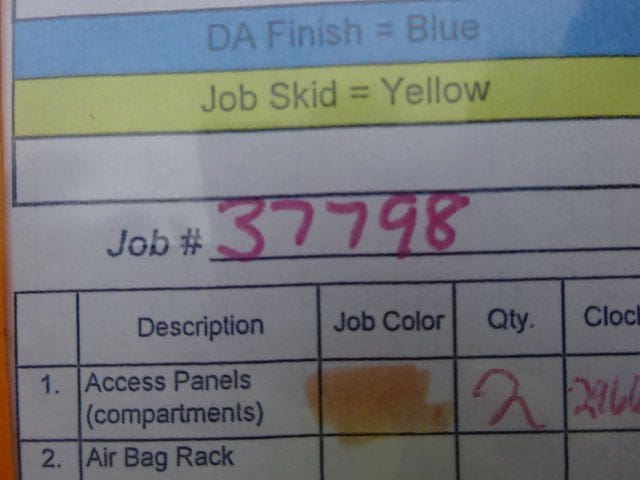 DA Finish = Blue
Job Skid = Yellow
Job # 37798
Description Job Color Qty.
1. Access Panels 2
(compartments)
2. Air Bag Rack